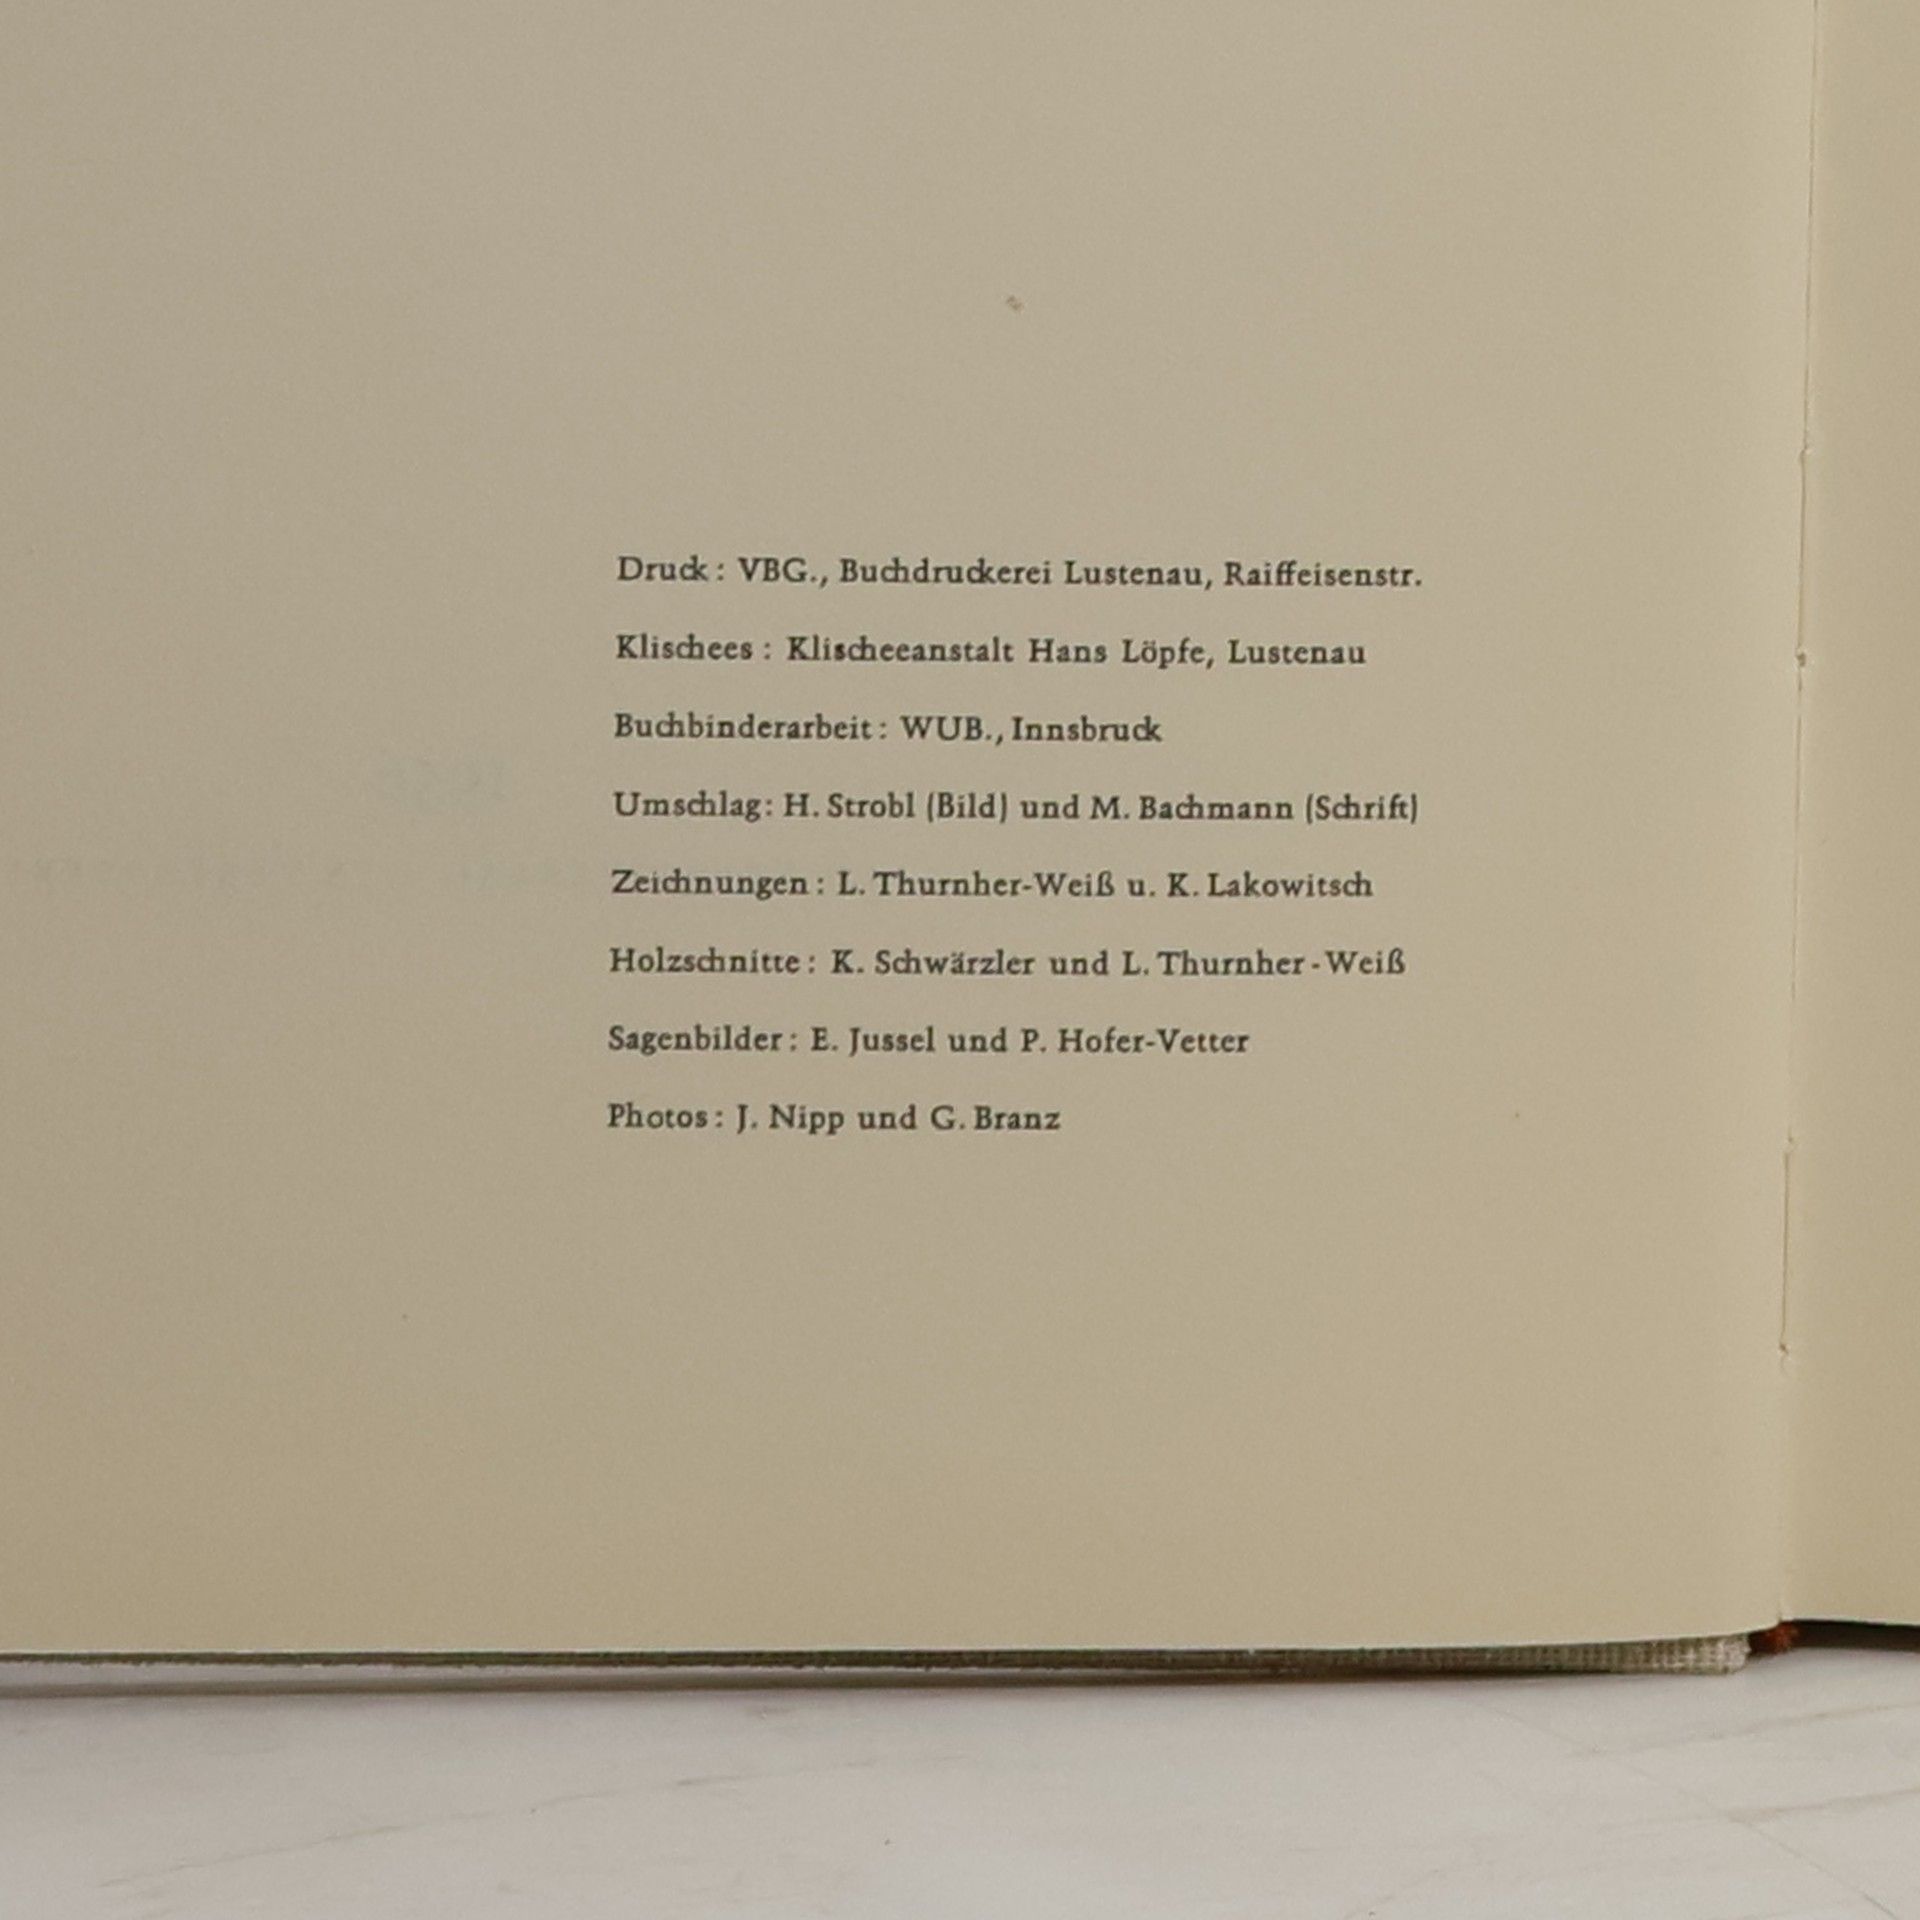 Druck: VBG., Buchdruckerei Lustenau, Raiffeisenstr.
Klischees: Klischeeanstalt Hans Löpfe, Lustenau
Buchbinderarbeit: WUB., Innsbruck
Umschlag: H. Strobl (Bild) und M. Bachmann (Schrift)
Zeichnungen: L. Thurnher-Weiß u. K. Lakowitsch
Holzschnitte: K. Schwärzler und L. Thurnher-Weiß
Sagenbilder: E. Jussel und P. Hofer-Vetter
Photos: J. Nipp und G. Branz